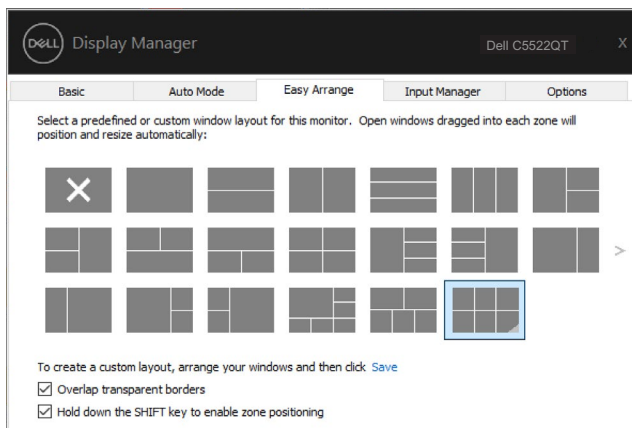 DELL Display Manager Dell C5522QT X
Basic Auto Mode Easy Arrange Input Manager Options
Select a predefined or custom window layout for this monitor. Open windows dragged into each zone will
position and resize automatically:
>
To create a custom layout, arrange your windows and then click Save
Overlap transparent borders
Hold down the SHIFT key to enable zone positioning